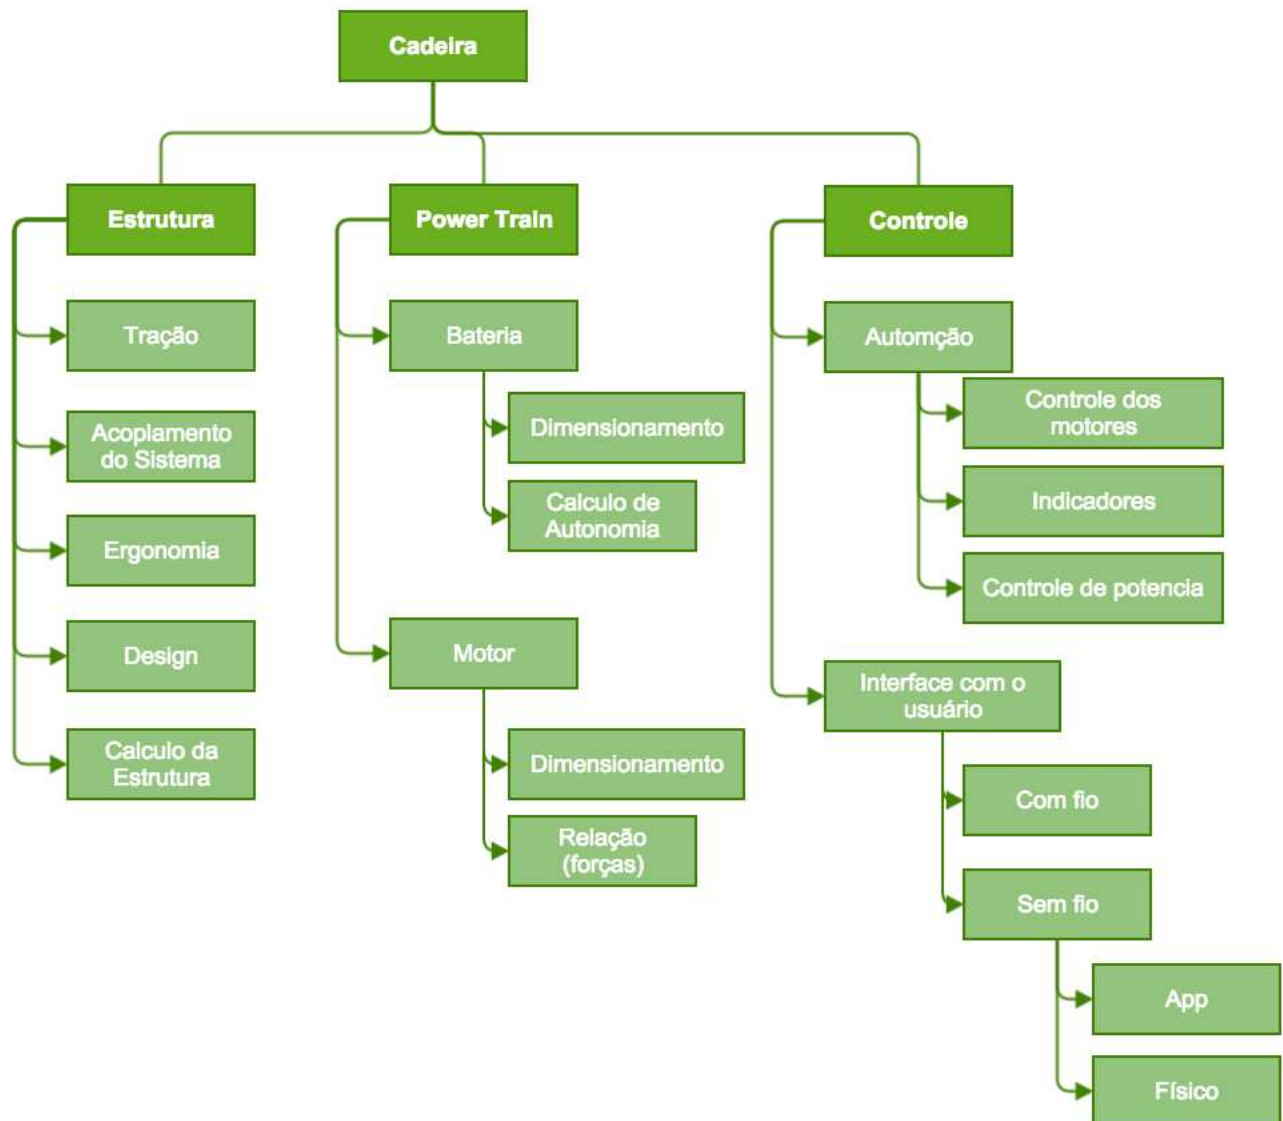 Cadeira
Estrutura
Power Train
Controle
Tração
Acoplamento
do Sistema
Ergonomia
Design
Calculo da
Estrutura
Bateria
Dimensionamento
Calculo de
Autonomia
Motor
Dimensionamento
Relação
(forças)
Automção
Controle dos
motores
Indicadores
Controle de potencia
Interface com o
usuário
Com fio
Sem fio
App
Físico